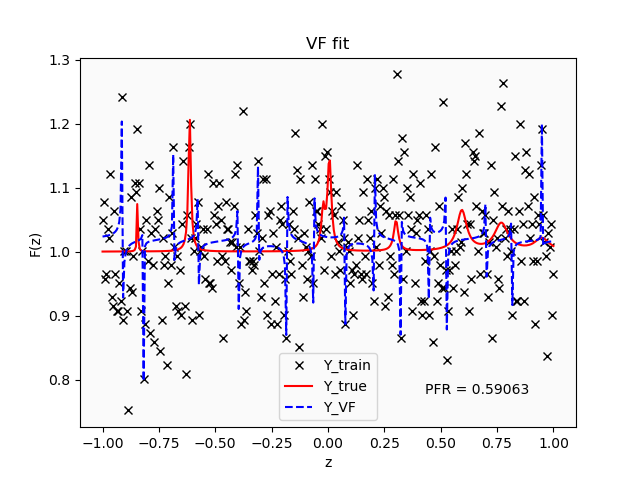 VF fit
F(z)
1.3
1.2
1.1
1.0
0.9
0.8
Y_train
Y_true
Y_VF
PFR = 0.59063
−1.00 −0.75 −0.50 −0.25 0.00 0.25 0.50 0.75 1.00
z